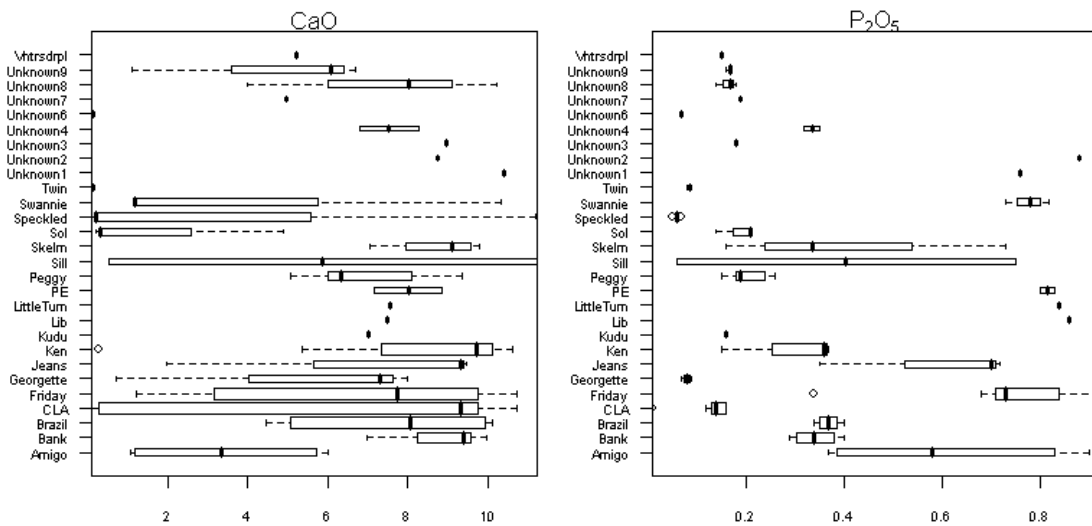 CaO
Vhtrsdrpl
Unknown9
Unknown8
Unknown7
Unknown6
Unknown4
Unknown3
Unknown2
Unknown1
Twin
Swannie
Speckled
Sol
Skelm
Sill
Peggy
PE
LittleTurn
Lib
Kudu
Ken
Jeans
Georgette
Friday
CLA
Brazil
Bank
Amigo
2 4 6 8 10
P₂O₅
Vhtrsdrpl
Unknown9
Unknown8
Unknown7
Unknown6
Unknown4
Unknown3
Unknown2
Unknown1
Twin
Swannie
Speckled
Sol
Skelm
Sill
Peggy
PE
LittleTurn
Lib
Kudu
Ken
Jeans
Georgette
Friday
CLA
Brazil
Bank
Amigo
0.2 0.4 0.6 0.8